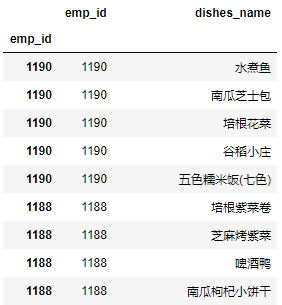 emp_id dishes_name
emp_id
1190 1190 水煮鱼
1190 1190 南瓜芝士包
1190 1190 培根花菜
1190 1190 谷稻小庄
1190 1190 五色糯米饭(七色)
1188 1188 培根紫菜卷
1188 1188 芝麻烤紫菜
1188 1188 啤酒鸭
1188 1188 南瓜枸杞小饼干